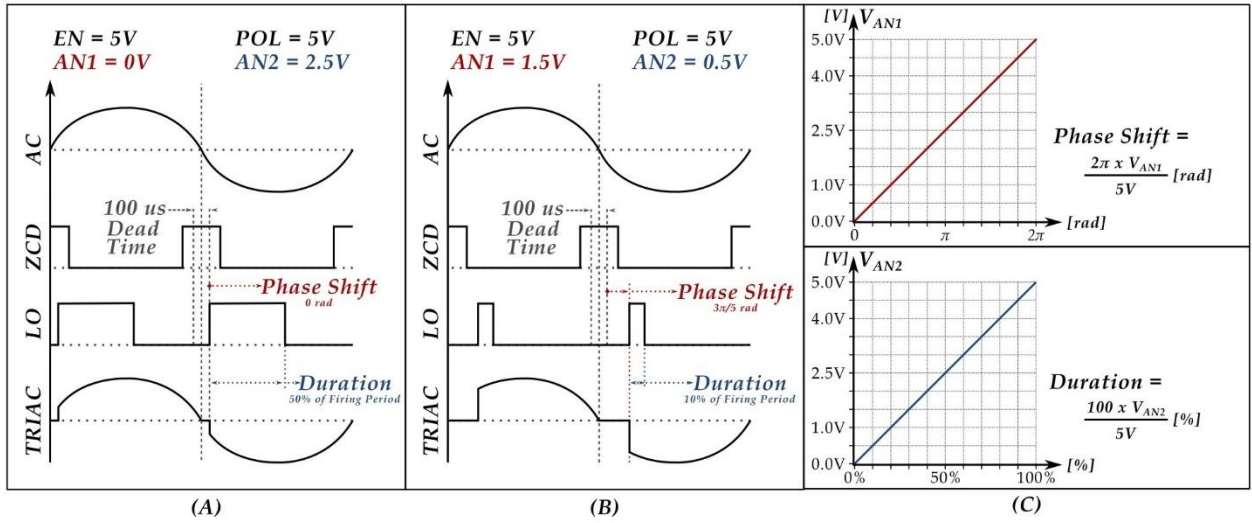 EN = 5V POL = 5V
AN1 = 0V AN2 = 2.5V
AC
100 us
Dead
Time
ZCD
Phase Shift
0 rad
LO
Duration
50% of Firing Period
TRIAC
(A)
EN = 5V POL = 5V
AN1 = 1.5V AN2 = 0.5V
AC
100 us
Dead
Time
ZCD
Phase Shift
3π/5 rad
LO
Duration
10% of Firing Period
TRIAC
(B)
[V] V_AN1
5.0V
4.0V
2.5V
1.0V
0.0V
0 π 2π [rad]
Phase Shift =
2π x V_AN1
5V
[rad]
[V] V_AN2
5.0V
4.0V
2.5V
1.0V
0.0V
0% 50% 100% [%]
Duration =
100 x V_AN2
5V
[%]
(C)